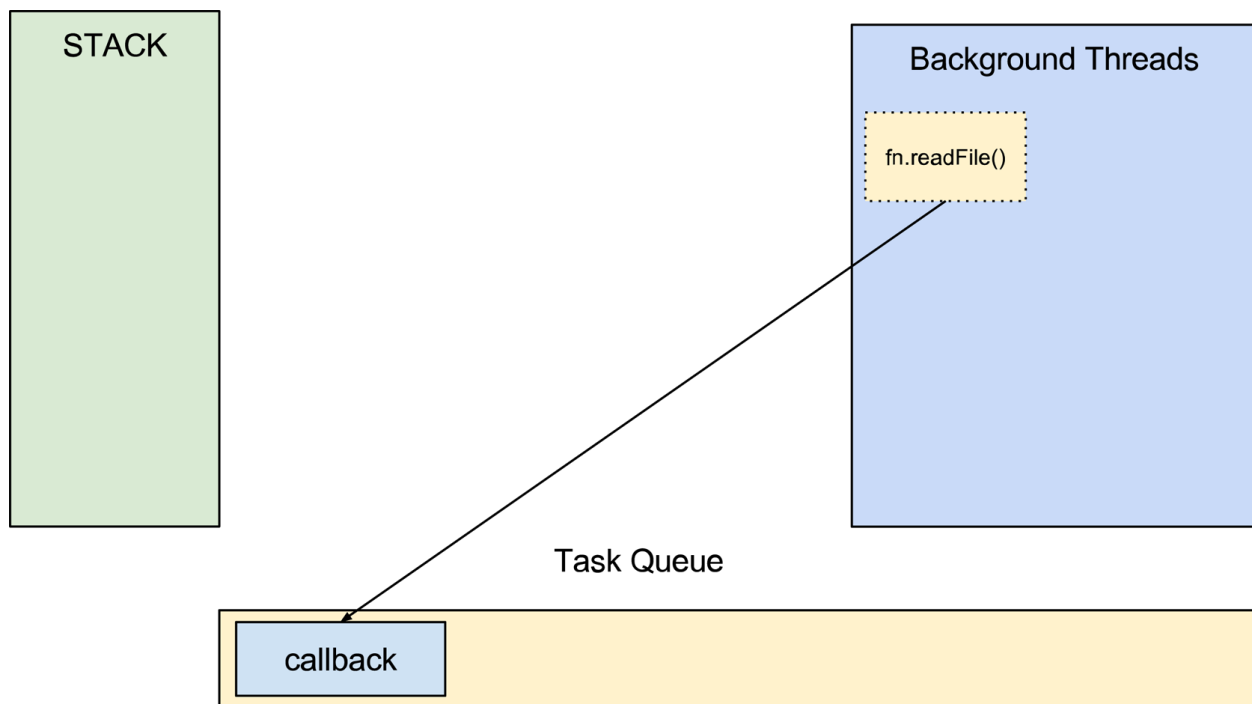 STACK
Background Threads
fn.readFile()
Task Queue
callback